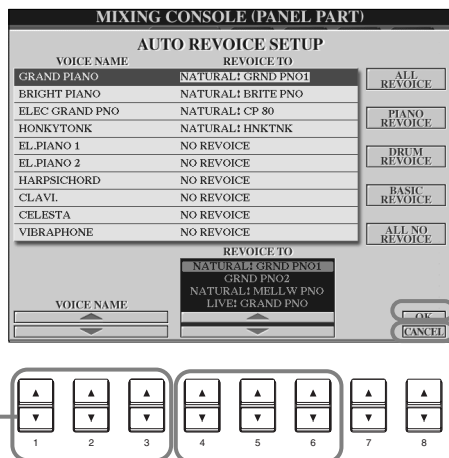 MIXING CONSOLE (PANEL PART)
AUTO REVOICE SETUP
VOICE NAME REVOICE TO
GRAND PIANO NATURAL! GRND PNO1
BRIGHT PIANO NATURAL! BRITE PNO
ELEC GRAND PNO NATURAL! CP 80
HONKYTONK NATURAL! HNKTNK
EL.PIANO 1 NO REVOICE
EL.PIANO 2 NO REVOICE
HARPSICHORD NO REVOICE
CLAVI. NO REVOICE
CELESTA NO REVOICE
VIBRAPHONE NO REVOICE
ALL
REVOICE
PIANO
REVOICE
DRUM
REVOICE
BASIC
REVOICE
ALL NO
REVOICE
REVOICE TO
NATURAL! GRND PNO1
GRND PNO2
NATURAL! MELLW PNO
LIVE! GRAND PNO
VOICE NAME
OK
CANCEL
1 2 3 4 5 6 7 8